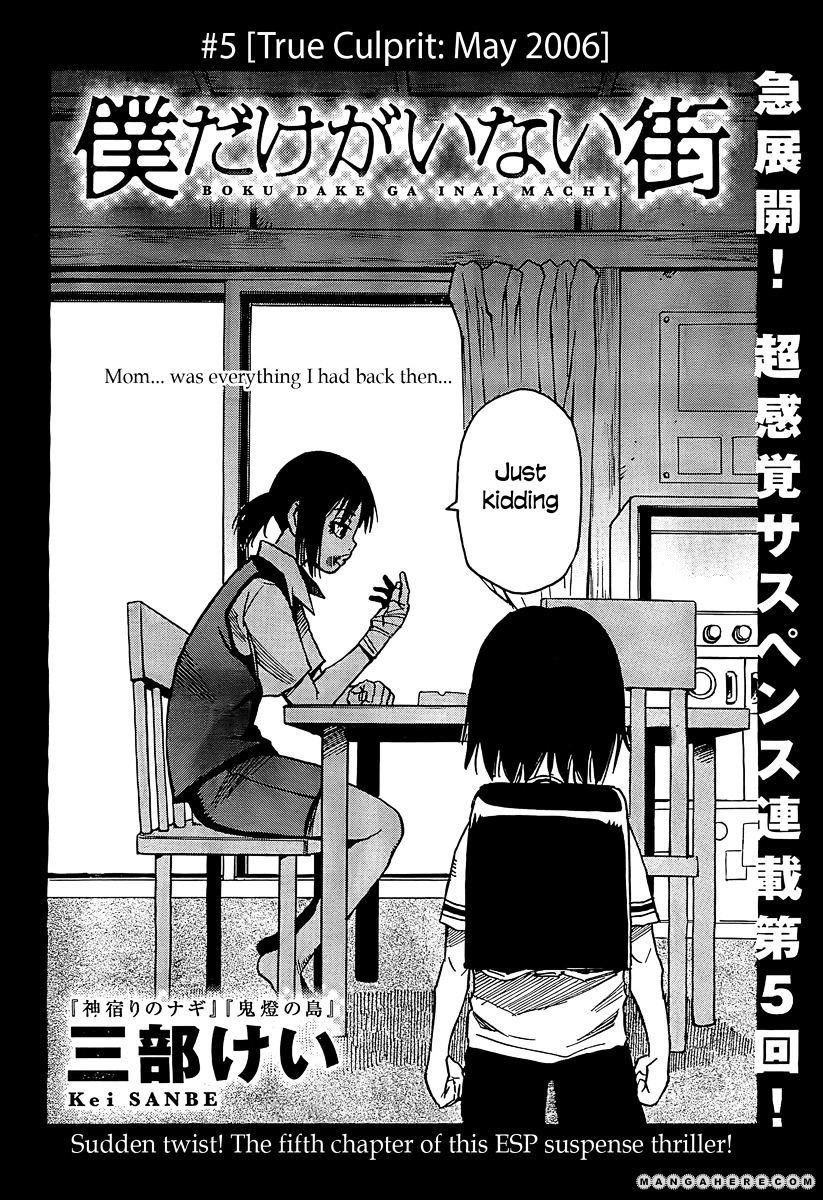 #5 [True Culprit: May 2006]
僕だけがいない街
BOKU DAKE GA INAI MACHI
急展開！ 超感覚サスペンス連載第5回！
Mom... was everything I had back then...
Just
kidding
『神宿りのナギ』『鬼燈の島』
三部けい
Kei SANBE
Sudden twist! The fifth chapter of this ESP suspense thriller!
MANGAHERE.COM